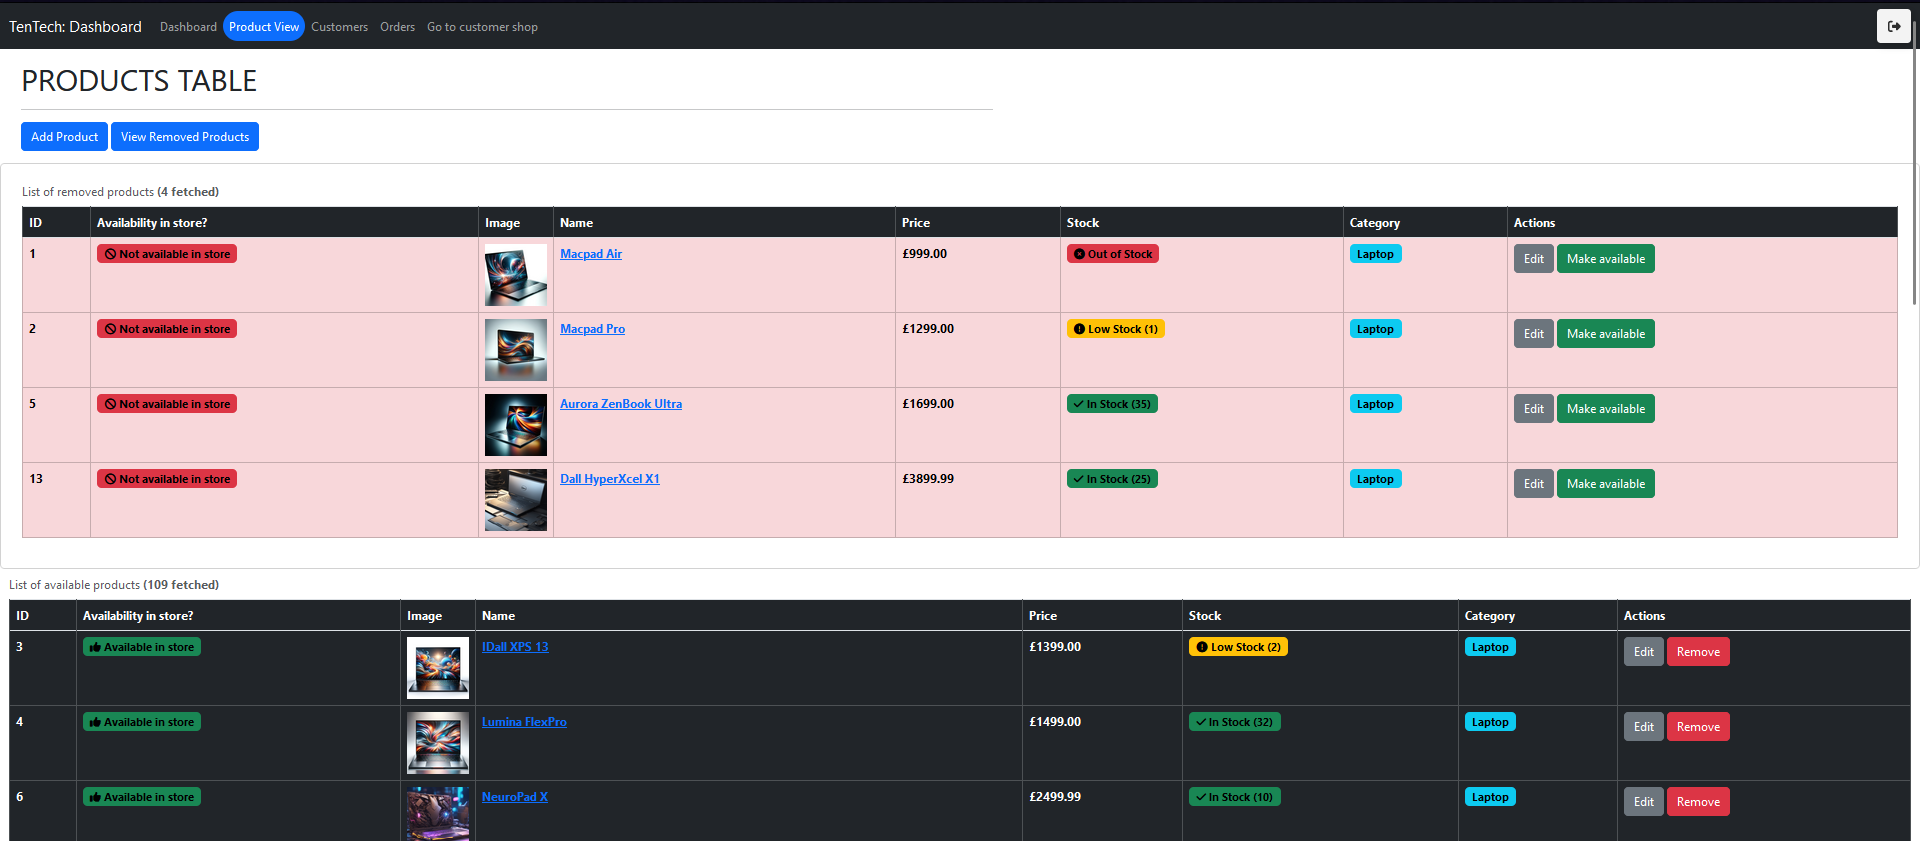 TenTech: Dashboard Dashboard Product View Customers Orders Go to customer shop
PRODUCTS TABLE
Add Product View Removed Products
List of removed products (4 fetched)
ID Availability in store? Image Name Price Stock Category Actions
1 Not available in store Macpad Air £999.00 Out of Stock Laptop Edit Make available
2 Not available in store Macpad Pro £1299.00 Low Stock (1) Laptop Edit Make available
5 Not available in store Aurora ZenBook Ultra £1699.00 In Stock (35) Laptop Edit Make available
13 Not available in store Dall HyperXcel X1 £3899.99 In Stock (25) Laptop Edit Make available
List of available products (109 fetched)
ID Availability in store? Image Name Price Stock Category Actions
3 Available in store IDall XPS 13 £1399.00 Low Stock (2) Laptop Edit Remove
4 Available in store Lumina FlexPro £1499.00 In Stock (32) Laptop Edit Remove
6 Available in store NeuroPad X £2499.99 In Stock (10) Laptop Edit Remove